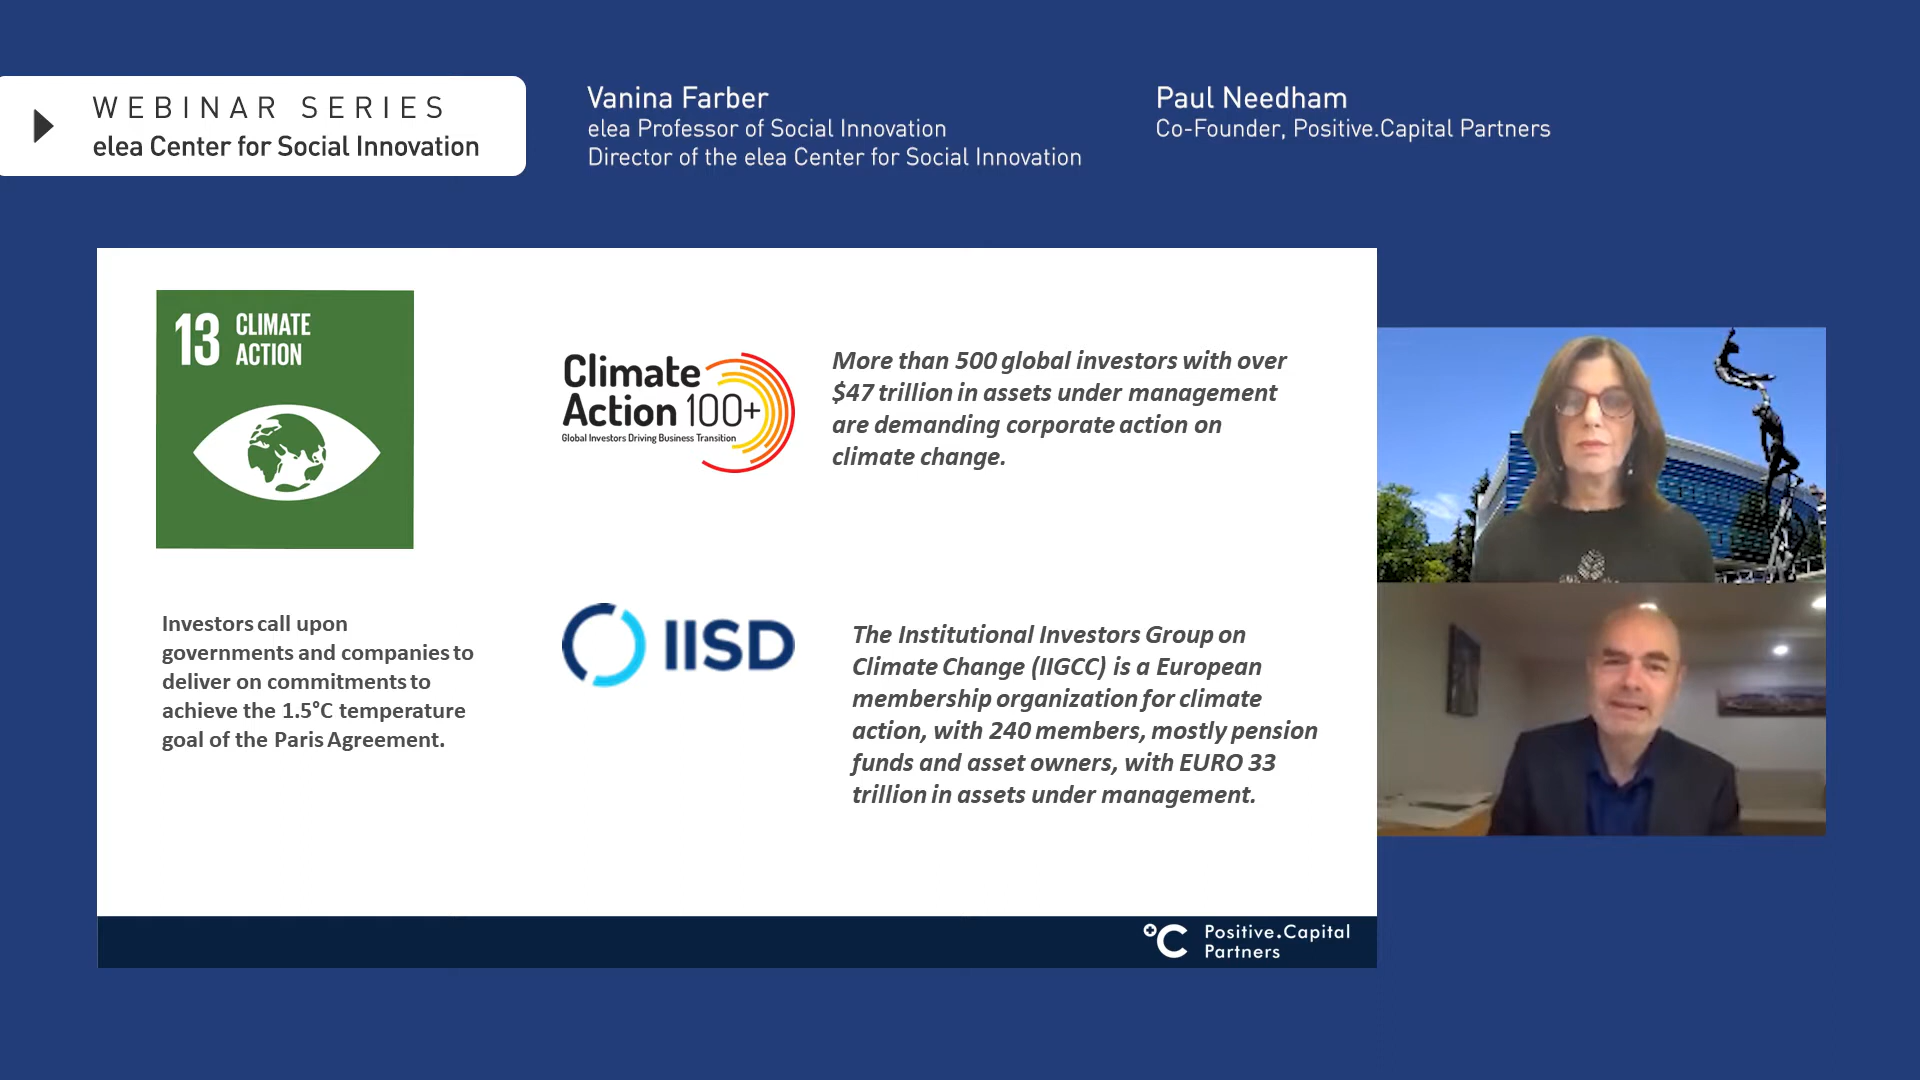 WEBINAR SERIES
elea Center for Social Innovation
Vanina Farber
elea Professor of Social Innovation
Director of the elea Center for Social Innovation
Paul Needham
Co-Founder, Positive.Capital Partners
13 CLIMATE
ACTION
Investors call upon
governments and companies to
deliver on commitments to
achieve the 1.5°C temperature
goal of the Paris Agreement.
Climate
Action 100+
Global Investors Driving Business Transition
More than 500 global investors with over
$47 trillion in assets under management
are demanding corporate action on
climate change.
IISD
The Institutional Investors Group on
Climate Change (IIGCC) is a European
membership organization for climate
action, with 240 members, mostly pension
funds and asset owners, with EURO 33
trillion in assets under management.
°C Positive.Capital
Partners